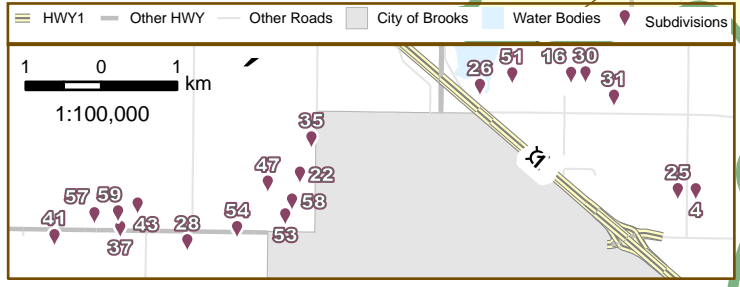 HWY1 Other HWY Other Roads City of Brooks Water Bodies Subdivisions
1 0 1
km
1:100,000
26 51 16 30
31
35
47 22
25
4
57 59 58
41 43 28 54 53
37
1